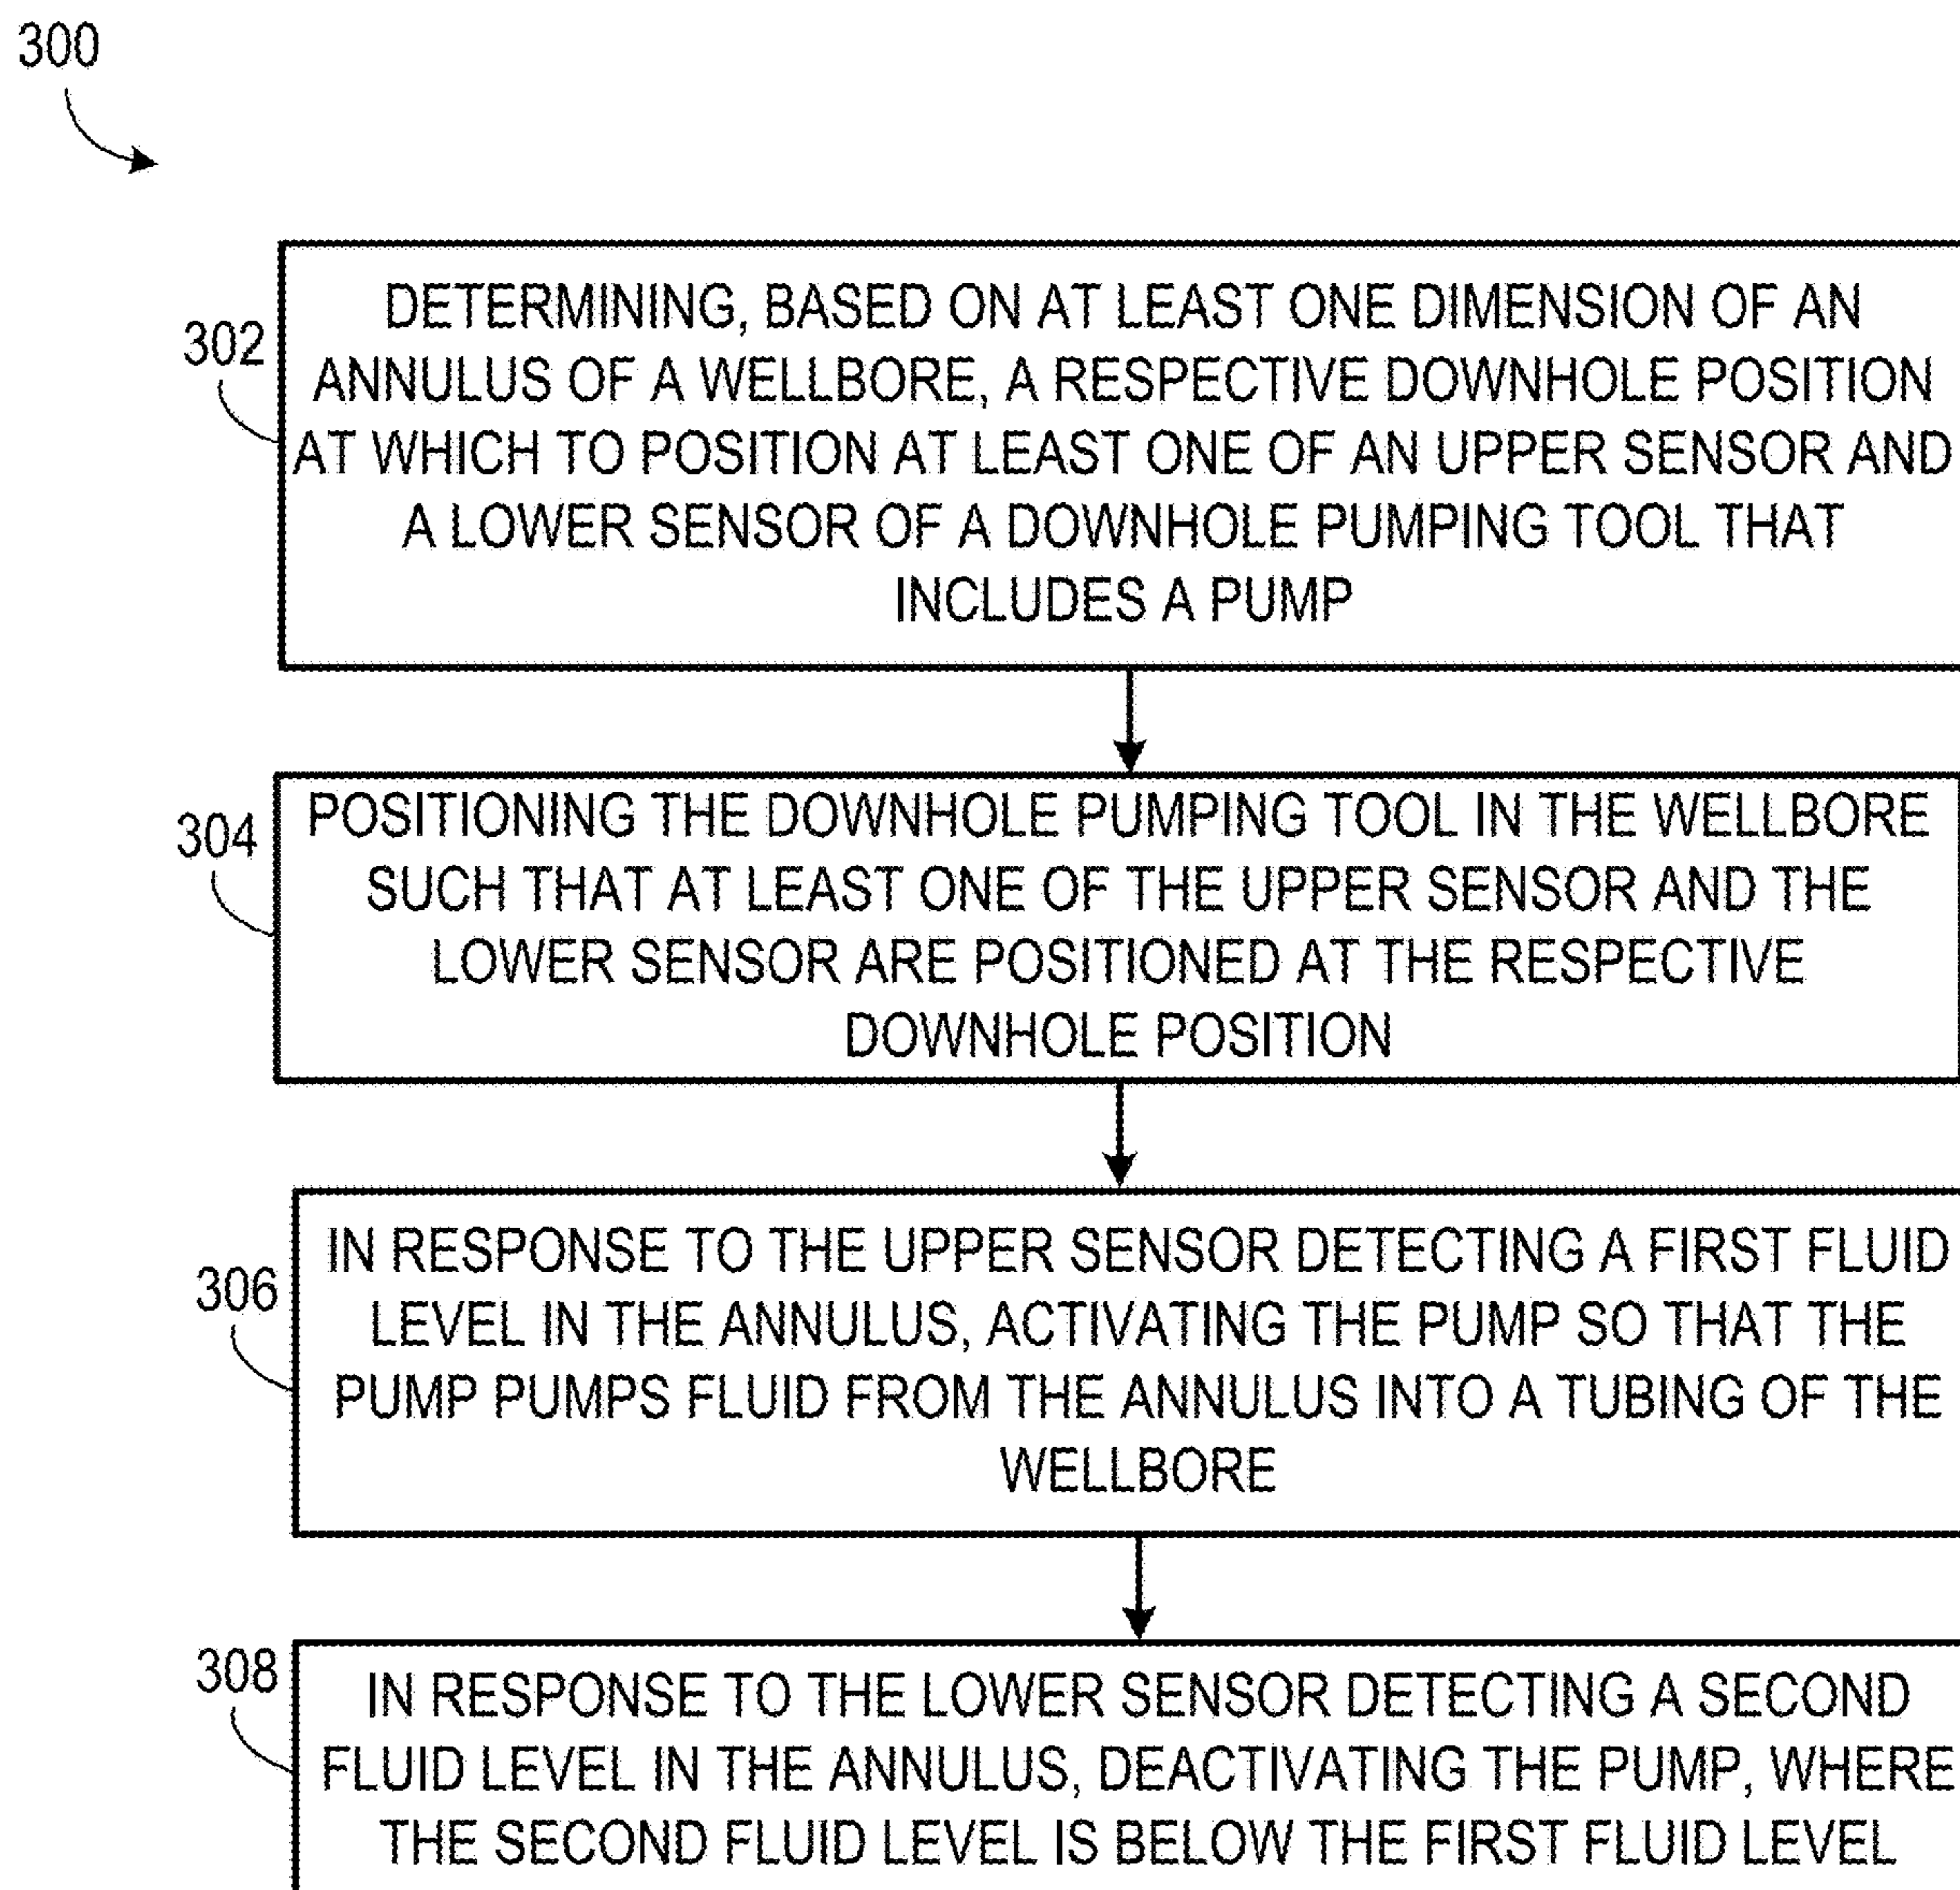 300
302
DETERMINING, BASED ON AT LEAST ONE DIMENSION OF AN
ANNULUS OF A WELLBORE, A RESPECTIVE DOWNHOLE POSITION
AT WHICH TO POSITION AT LEAST ONE OF AN UPPER SENSOR AND
A LOWER SENSOR OF A DOWNHOLE PUMPING TOOL THAT
INCLUDES A PUMP
304
POSITIONING THE DOWNHOLE PUMPING TOOL IN THE WELLBORE
SUCH THAT AT LEAST ONE OF THE UPPER SENSOR AND THE
LOWER SENSOR ARE POSITIONED AT THE RESPECTIVE
DOWNHOLE POSITION
306
IN RESPONSE TO THE UPPER SENSOR DETECTING A FIRST FLUID
LEVEL IN THE ANNULUS, ACTIVATING THE PUMP SO THAT THE
PUMP PUMPS FLUID FROM THE ANNULUS INTO A TUBING OF THE
WELLBORE
308
IN RESPONSE TO THE LOWER SENSOR DETECTING A SECOND
FLUID LEVEL IN THE ANNULUS, DEACTIVATING THE PUMP, WHERE
THE SECOND FLUID LEVEL IS BELOW THE FIRST FLUID LEVEL